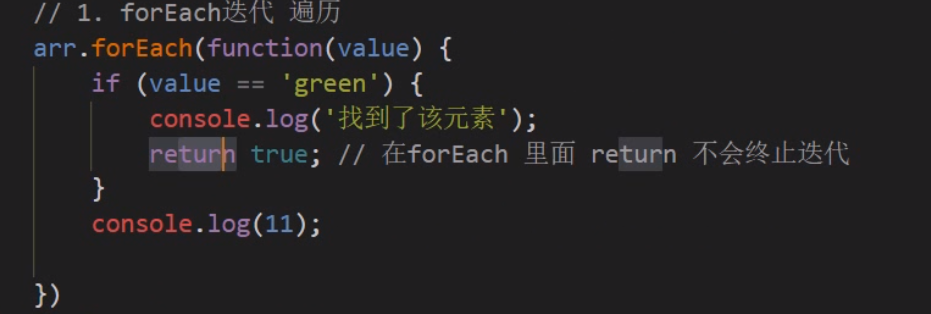 // 1. forEach迭代 遍历
arr.forEach(function(value) {
if (value == 'green') {
console.log('找到了该元素');
return true; // 在forEach 里面 return 不会终止迭代
}
console.log(11);
})